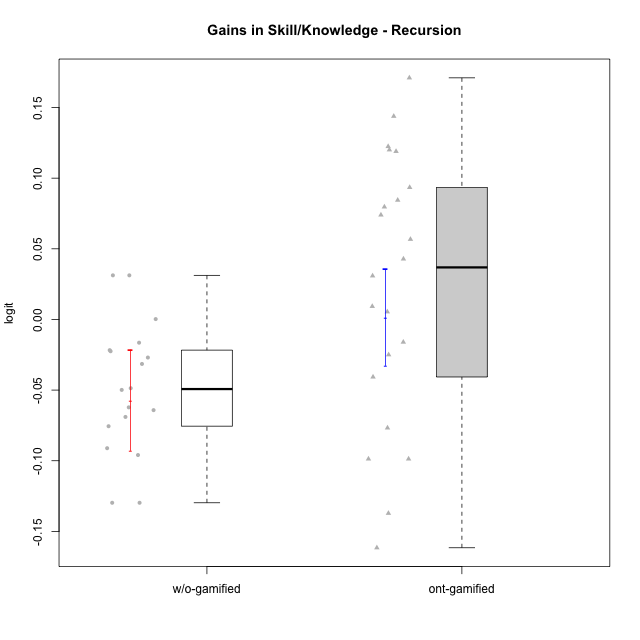 Gains in Skill/Knowledge - Recursion
logit
0.15
0.10
0.05
0.00
-0.05
-0.10
-0.15
w/o-gamified
ont-gamified